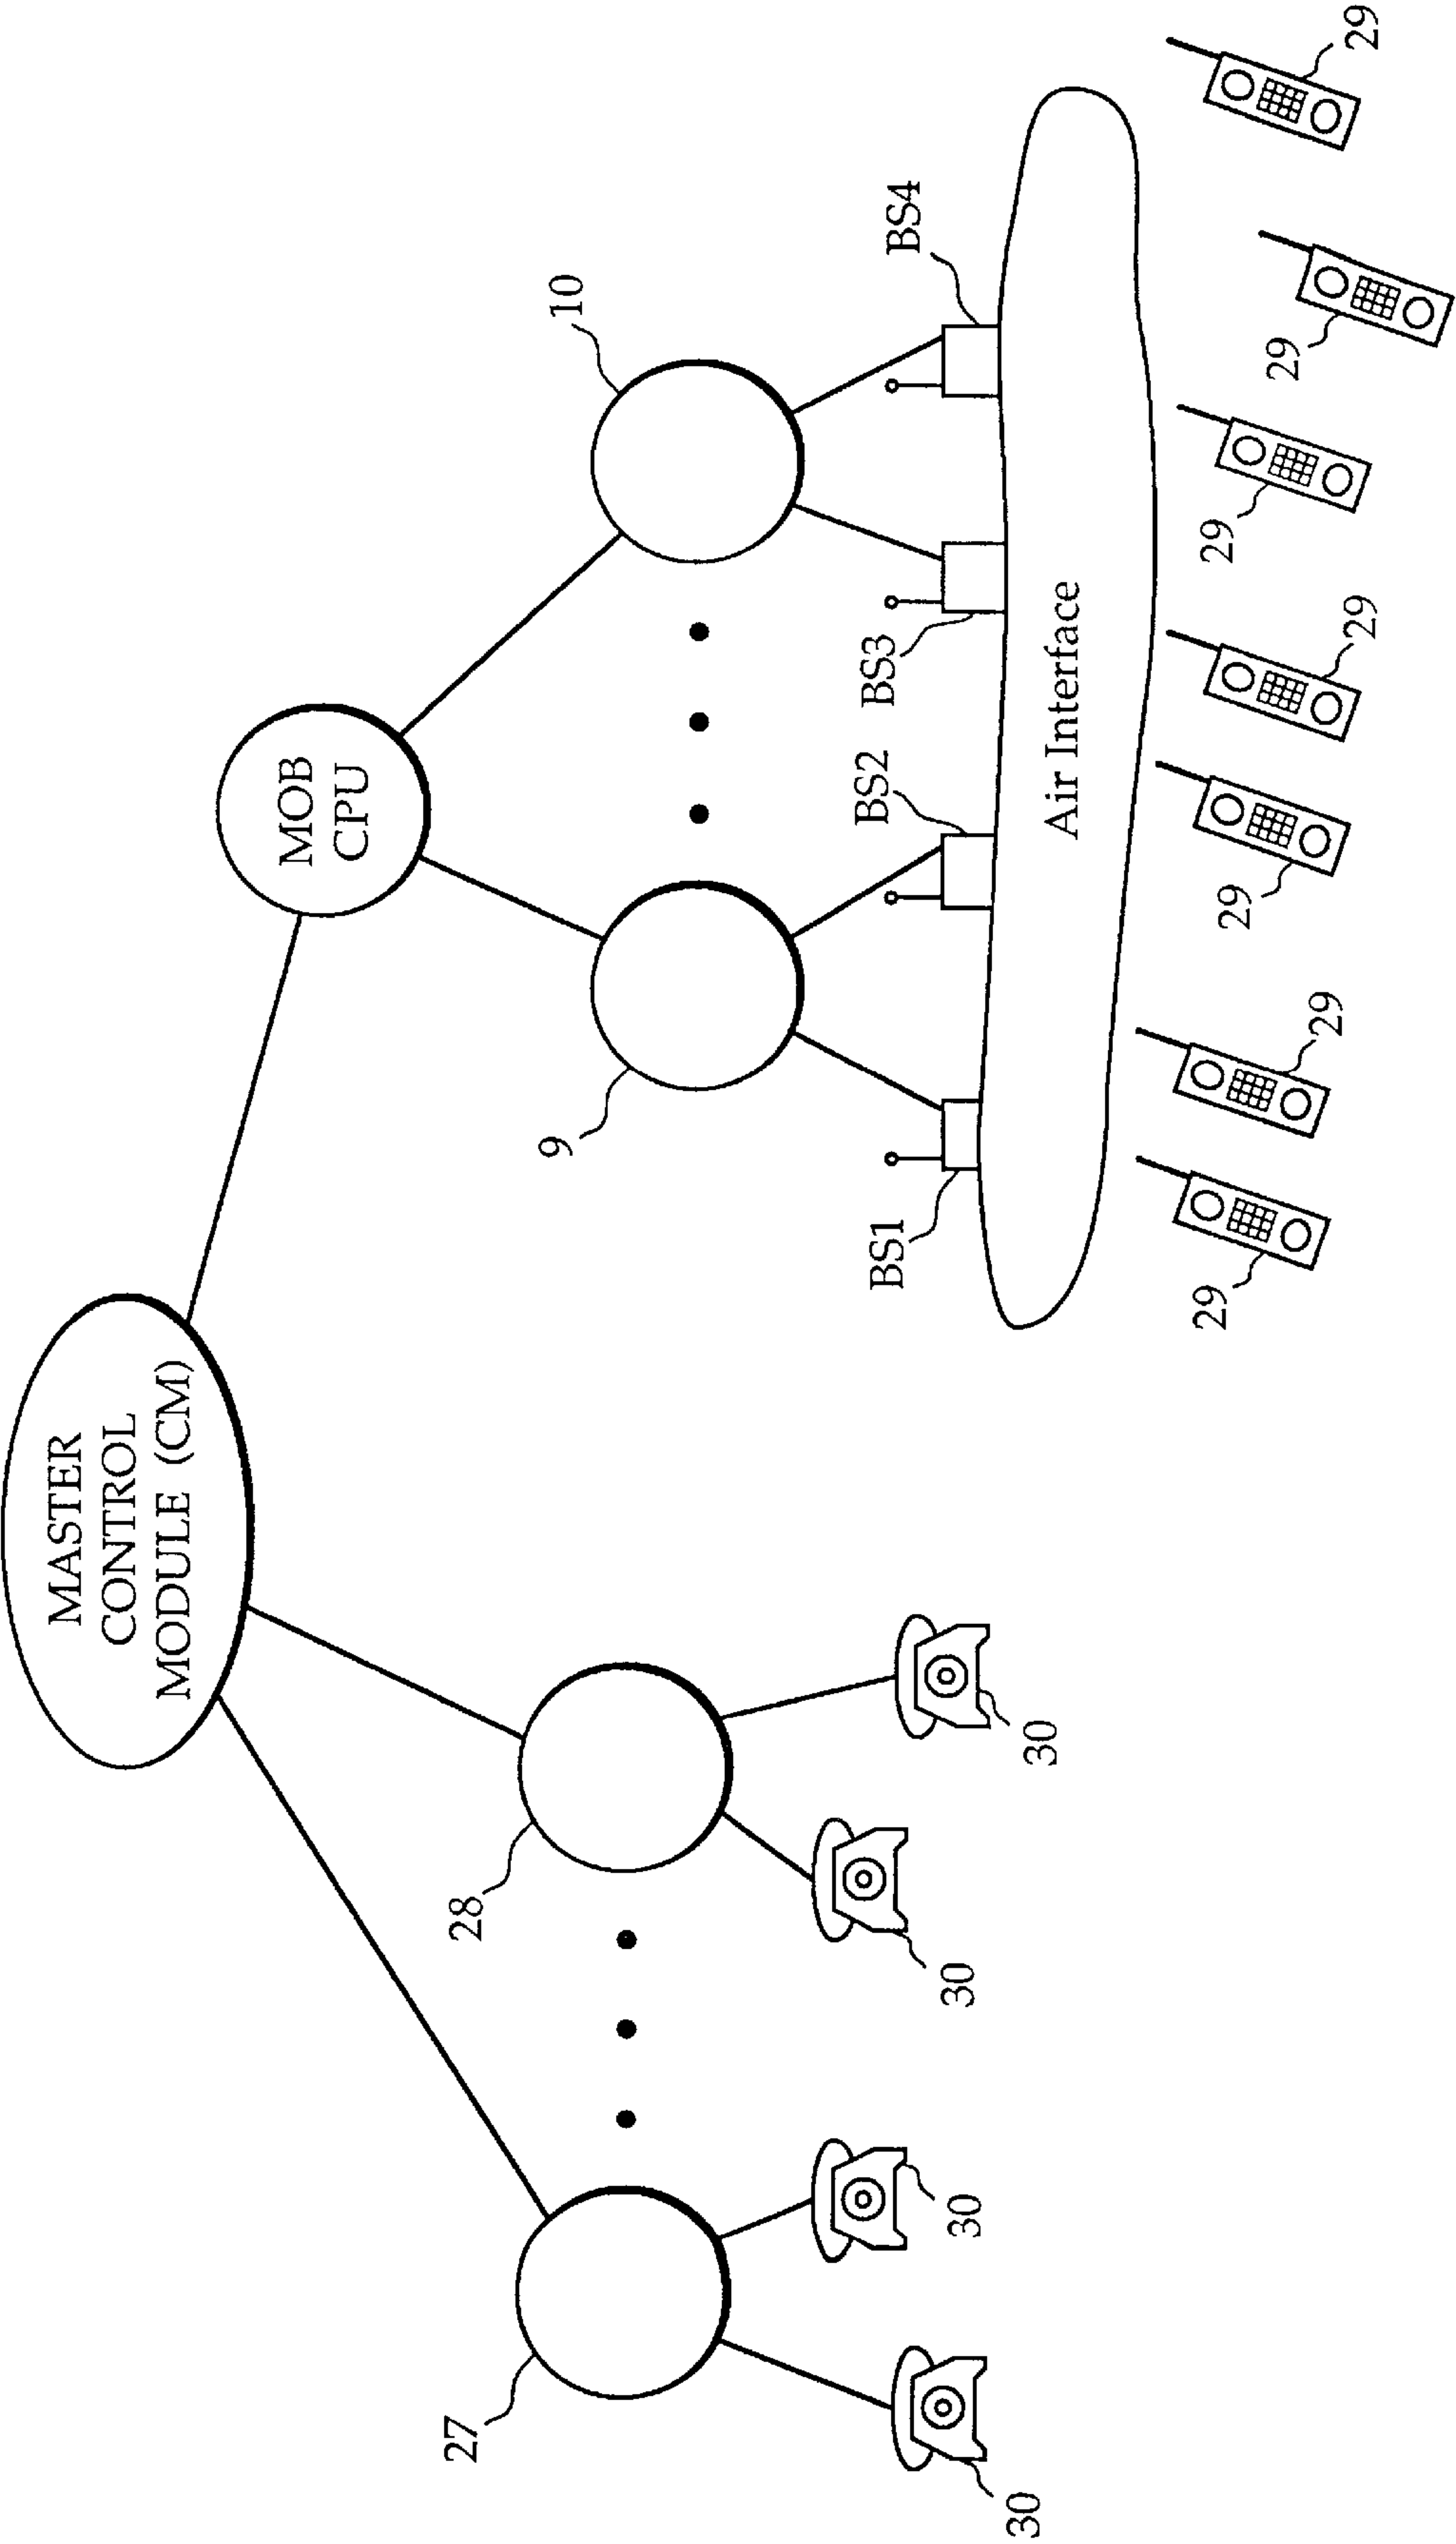 MASTER
CONTROL
MODULE (CM)
MOB
CPU
27
28
9
10
30
30
30
30
BS1
BS2
BS3
BS4
Air Interface
29
29
29
29
29
29
29